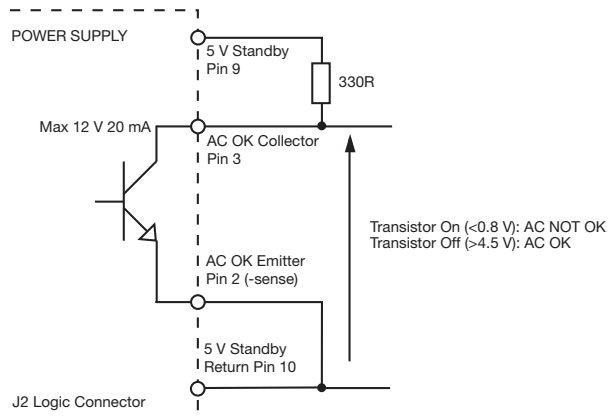 POWER SUPPLY
5 V Standby
Pin 9
330R
Max 12 V 20 mA
AC OK Collector
Pin 3
Transistor On (<0.8 V): AC NOT OK
Transistor Off (>4.5 V): AC OK
AC OK Emitter
Pin 2 (-sense)
5 V Standby
Return Pin 10
J2 Logic Connector